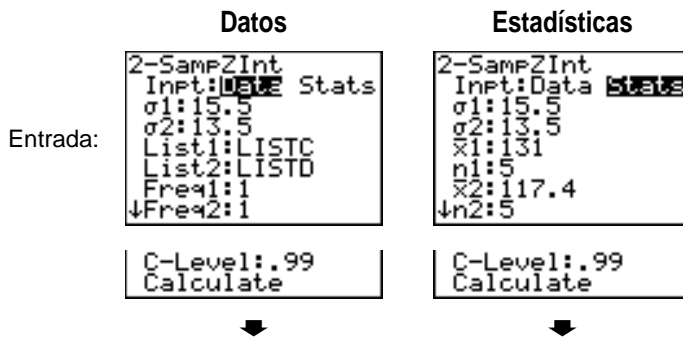 Datos
Estadísticas
Entrada:
2-SampZInt
Inpt:Data Stats
σ1:15.5
σ2:13.5
List1:LISTC
List2:LISTD
Freq1:1
↓Freq2:1
C-Level:.99
Calculate
2-SampZInt
Inpt:Data Stats
σ1:15.5
σ2:13.5
x̄1:131
n1:5
x̄2:117.4
↓n2:5
C-Level:.99
Calculate